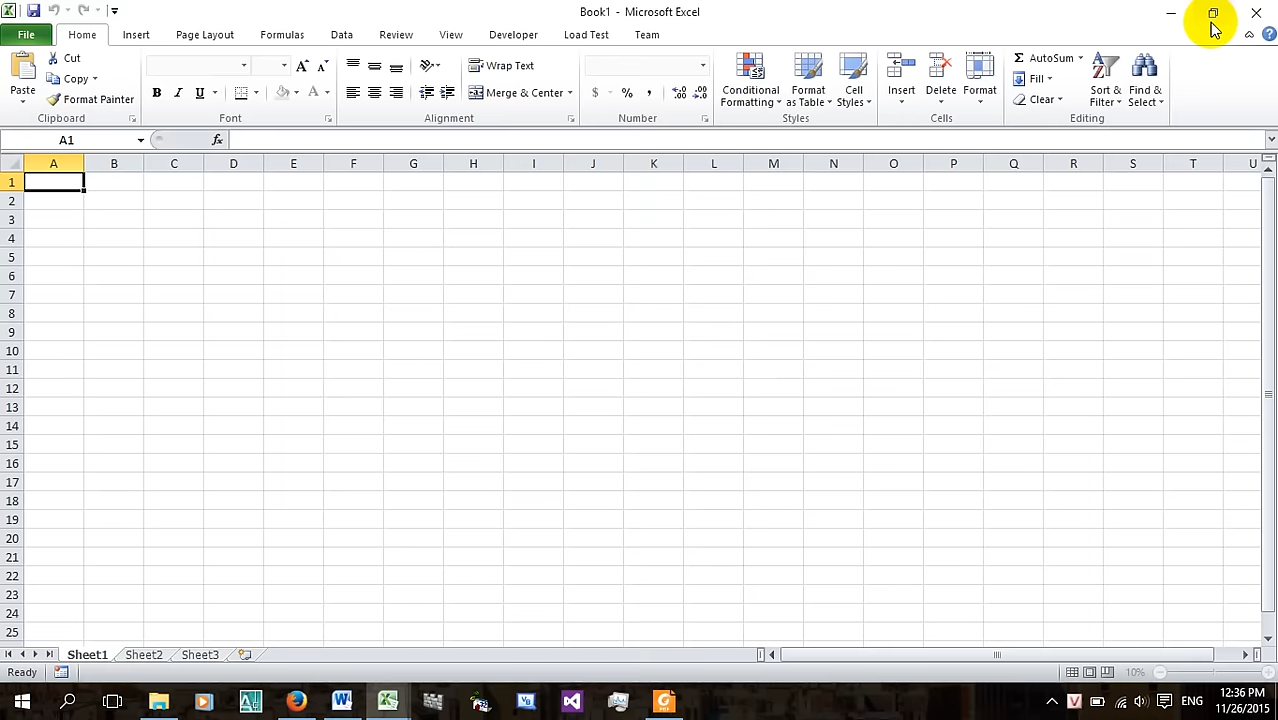 Book1 - Microsoft Excel
File Home Insert Page Layout Formulas Data Review View Developer Load Test Team
Paste
Cut
Copy
Format Painter
Clipboard
B I U A A A
Font
Wrap Text
Merge & Center
Alignment
$ % , .00 .0
Number
Conditional
Formatting
Format
as Table
Cell
Styles
Styles
Insert
Delete
Format
Cells
Σ AutoSum
Fill
Clear
Sort &
Filter
Find &
Select
Editing
A1 fx
A B C D E F G H I J K L M N O P Q R S T U
1
2
3
4
5
6
7
8
9
10
11
12
13
14
15
16
17
18
19
20
21
22
23
24
25
Sheet1 Sheet2 Sheet3
Ready 10%
ENG
12:36 PM
11/26/2015